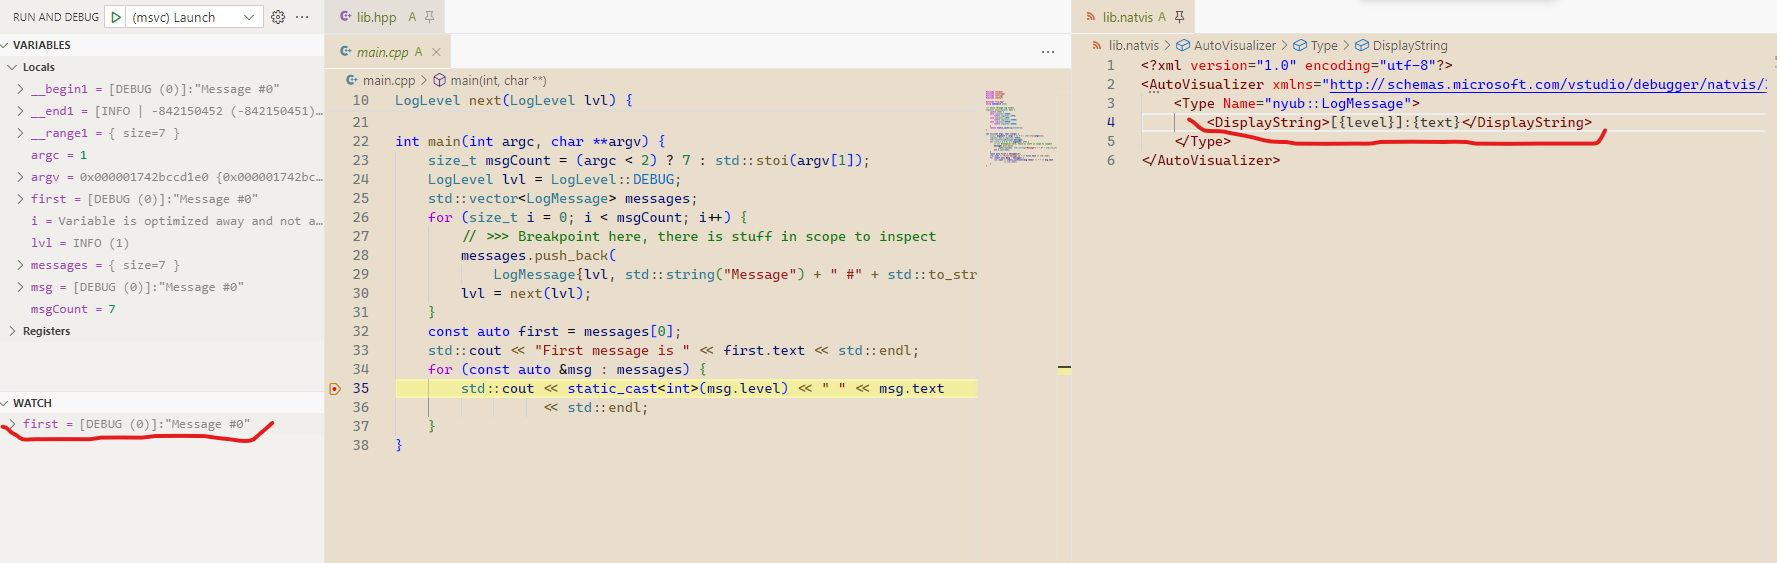 RUN AND DEBUG (msvc) Launch
VARIABLES
Locals
__begin1 = [DEBUG (0)]:"Message #0"
__end1 = [INFO | -842150452 (-842150451)...
__range1 = { size=7 }
argc = 1
argv = 0x000001742bccd1e0 {0x000001742bc...
first = [DEBUG (0)]:"Message #0"
i = Variable is optimized away and not a...
lvl = INFO (1)
messages = { size=7 }
msg = [DEBUG (0)]:"Message #0"
msgCount = 7
Registers
WATCH
first = [DEBUG (0)]:"Message #0"
lib.hpp A
main.cpp A
main.cpp > main(int, char **)
10 LogLevel next(LogLevel lvl) {
21
22 int main(int argc, char **argv) {
23 size_t msgCount = (argc < 2) ? 7 : std::stoi(argv[1]);
24 LogLevel lvl = LogLevel::DEBUG;
25 std::vector<LogMessage> messages;
26 for (size_t i = 0; i < msgCount; i++) {
27 // >>> Breakpoint here, there is stuff in scope to inspect
28 messages.push_back(
29 LogMessage{lvl, std::string("Message") + " #" + std::to_str
30 lvl = next(lvl);
31 }
32 const auto first = messages[0];
33 std::cout << "First message is " << first.text << std::endl;
34 for (const auto &msg : messages) {
35 std::cout << static_cast<int>(msg.level) << " " << msg.text
36 << std::endl;
37 }
38 }
lib.natvis A
lib.natvis > AutoVisualizer > Type > DisplayString
1 <?xml version="1.0" encoding="utf-8"?>
2 <AutoVisualizer xmlns="http://schemas.microsoft.com/vstudio/debugger/natvis/
3 <Type Name="nyub::LogMessage">
4 <DisplayString>[{level}]:{text}</DisplayString>
5 </Type>
6 </AutoVisualizer>